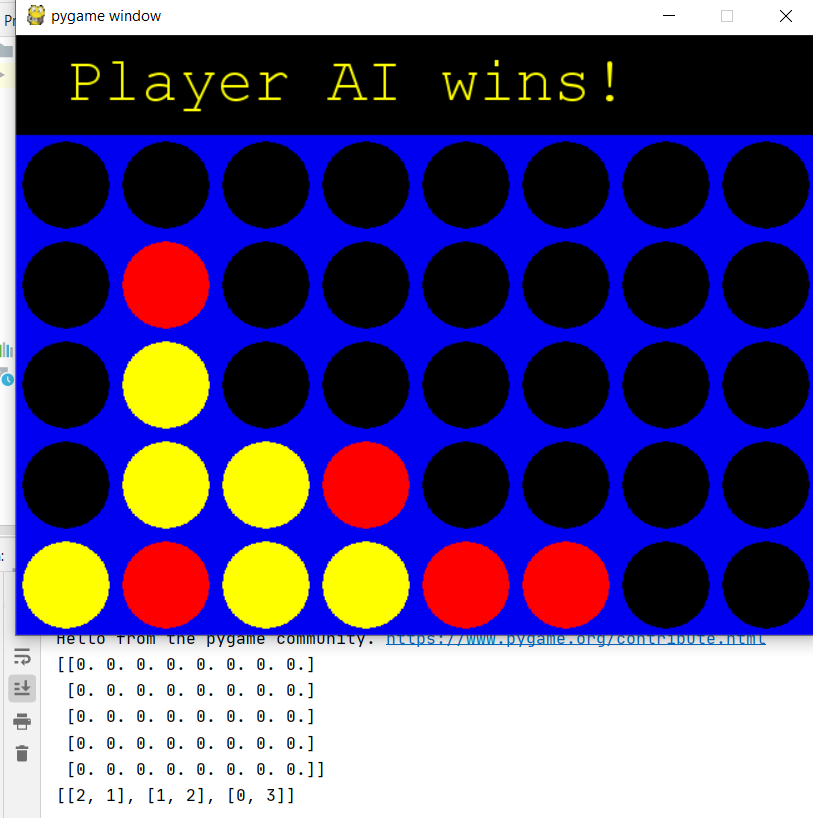 pygame window
Player AI wins!
Hello from the pygame community. https://www.pygame.org/contribute.html
[[0. 0. 0. 0. 0. 0. 0. 0.]
[0. 0. 0. 0. 0. 0. 0. 0.]
[0. 0. 0. 0. 0. 0. 0. 0.]
[0. 0. 0. 0. 0. 0. 0. 0.]
[0. 0. 0. 0. 0. 0. 0. 0.]]
[[2, 1], [1, 2], [0, 3]]